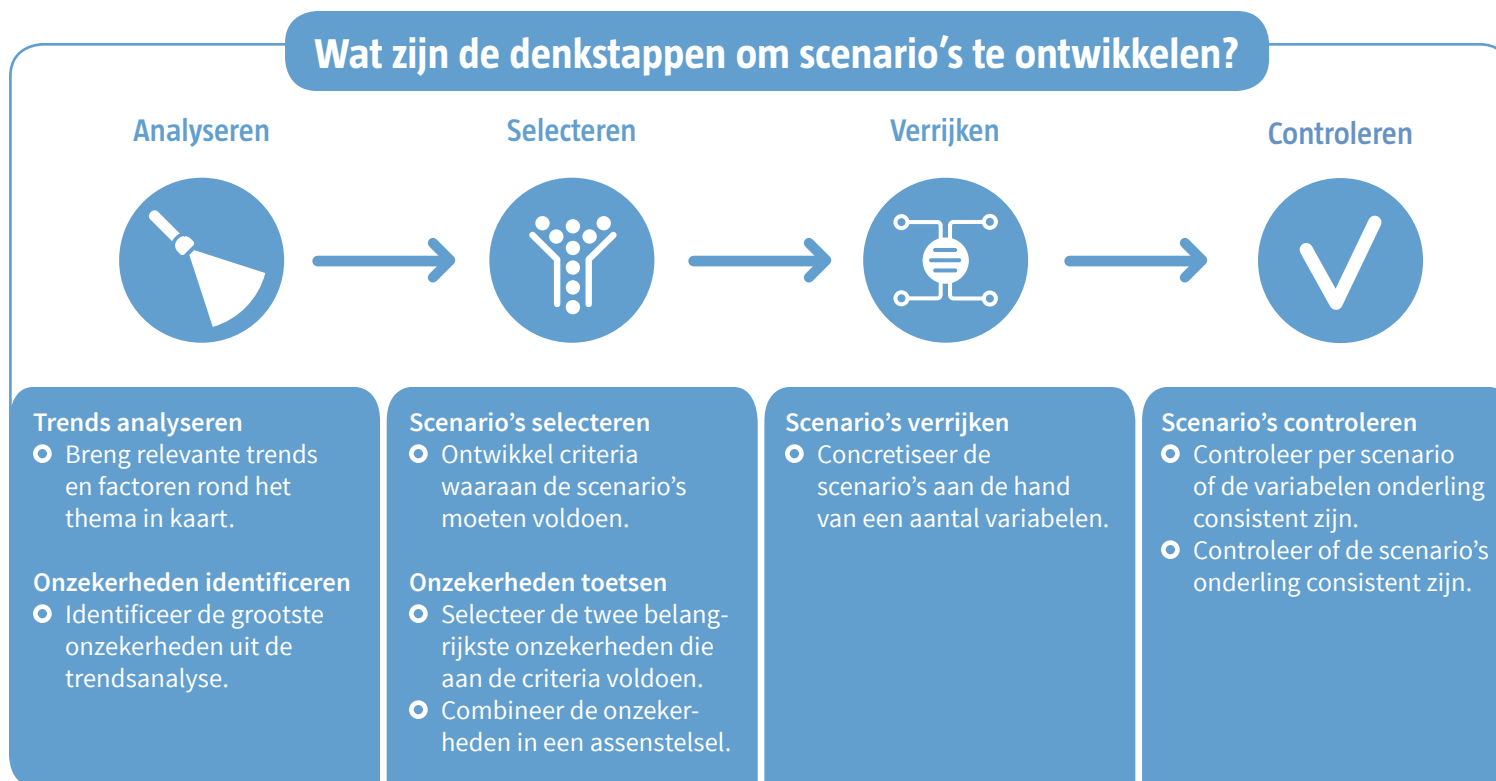 Wat zijn de denkstappen om scenario's te ontwikkelen?
Analyseren
Selecteren
Verrijken
Controleren
Trends analyseren
Breng relevante trends
en factoren rond het
thema in kaart.
Onzekerheden identificeren
Identificeer de grootste
onzekerheden uit de
trendsanalyse.
Scenario's selecteren
Ontwikkel criteria
waaraan de scenario's
moeten voldoen.
Onzekerheden toetsen
Selecteer de twee belang-
rijkste onzekerheden die
aan de criteria voldoen.
Combineer de onzeker-
heden in een assenstelsel.
Scenario's verrijken
Concretiseer de
scenario's aan de hand
van een aantal variabelen.
Scenario's controleren
Controleer per scenario
of de variabelen onderling
consistent zijn.
Controleer of de scenario's
onderling consistent zijn.